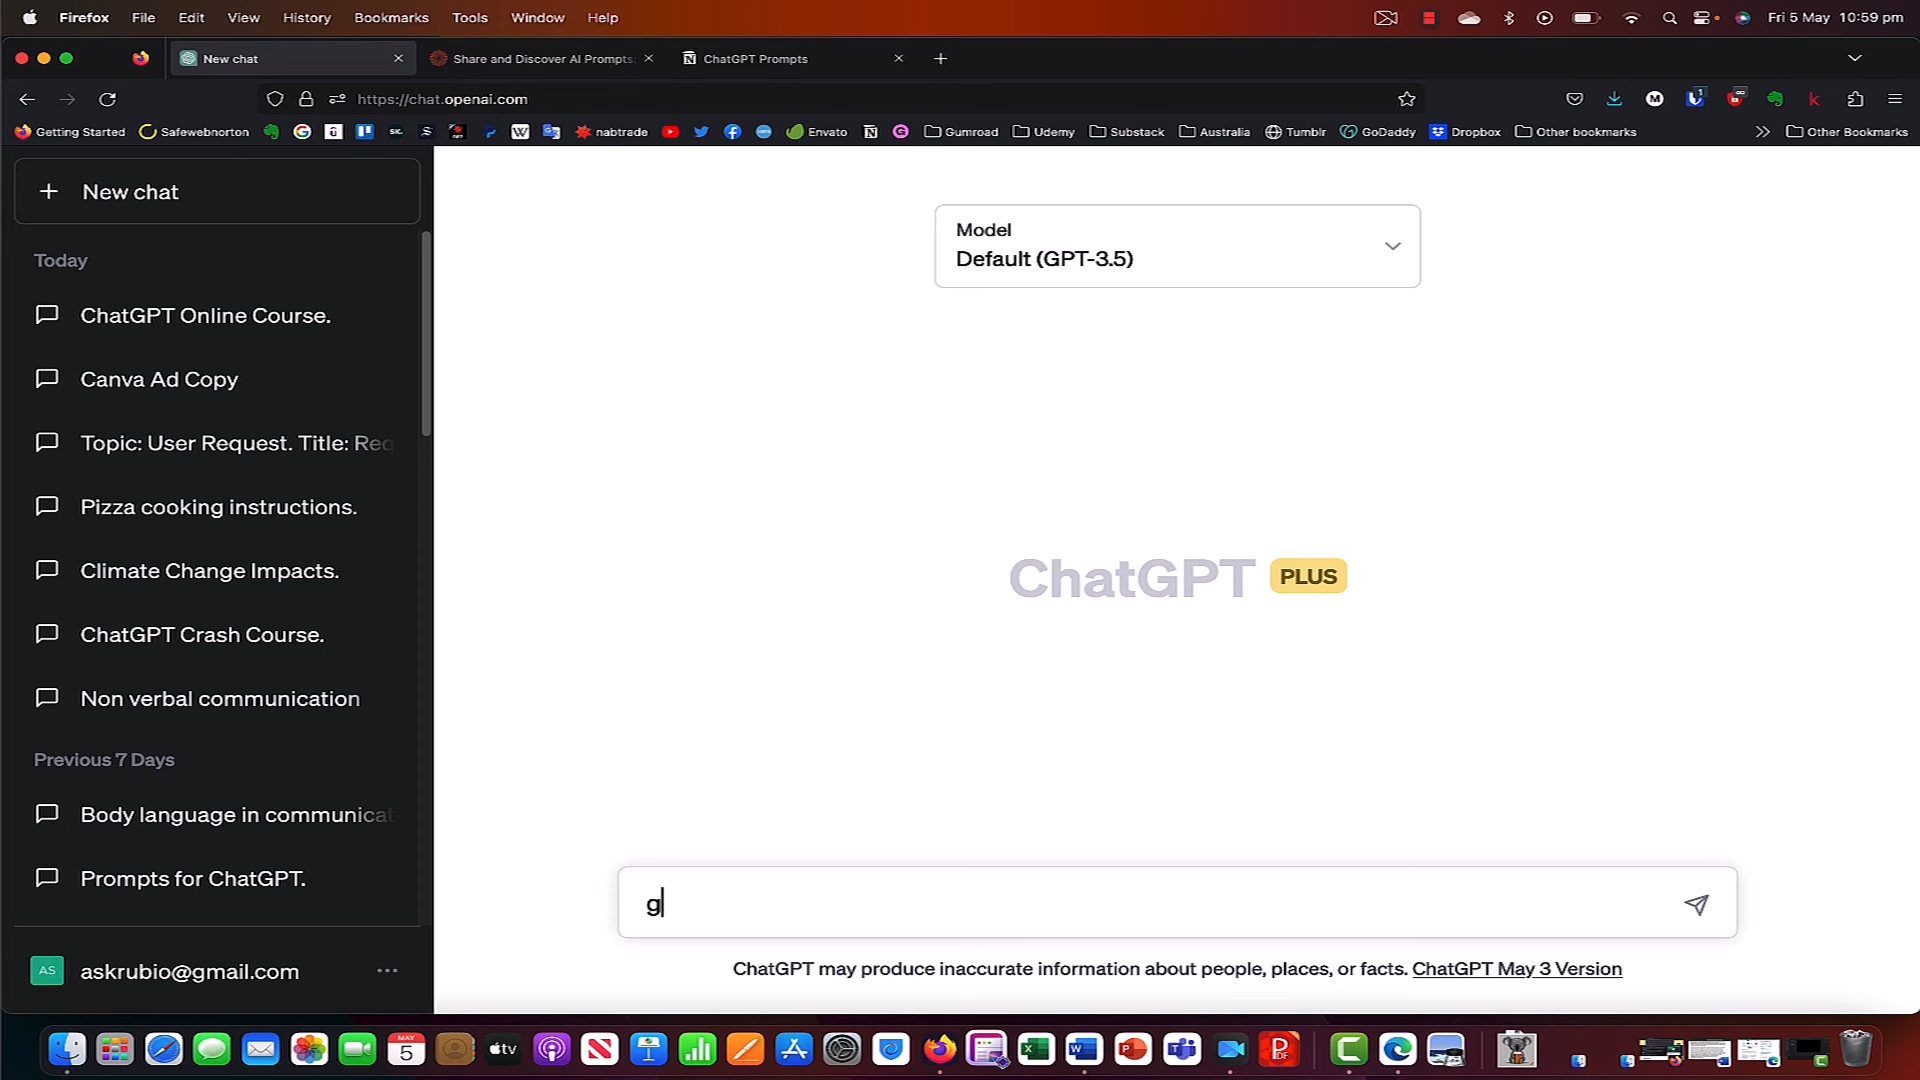 Firefox File Edit View History Bookmarks Tools Window Help Fri 5 May 10:59 pm
New chat Share and Discover AI Prompts: ChatGPT Prompts
https://chat.openai.com
Getting Started Safewebnorton nabtrade Envato Gumroad Udemy Substack Australia Tumblr GoDaddy Dropbox Other bookmarks Other Bookmarks
New chat
Today
ChatGPT Online Course.
Canva Ad Copy
Topic: User Request. Title: Req
Pizza cooking instructions.
Climate Change Impacts.
ChatGPT Crash Course.
Non verbal communication
Previous 7 Days
Body language in communicat
Prompts for ChatGPT.
AS askrubio@gmail.com
Model
Default (GPT-3.5)
ChatGPT PLUS
g
ChatGPT may produce inaccurate information about people, places, or facts. ChatGPT May 3 Version
MAY
5
tv